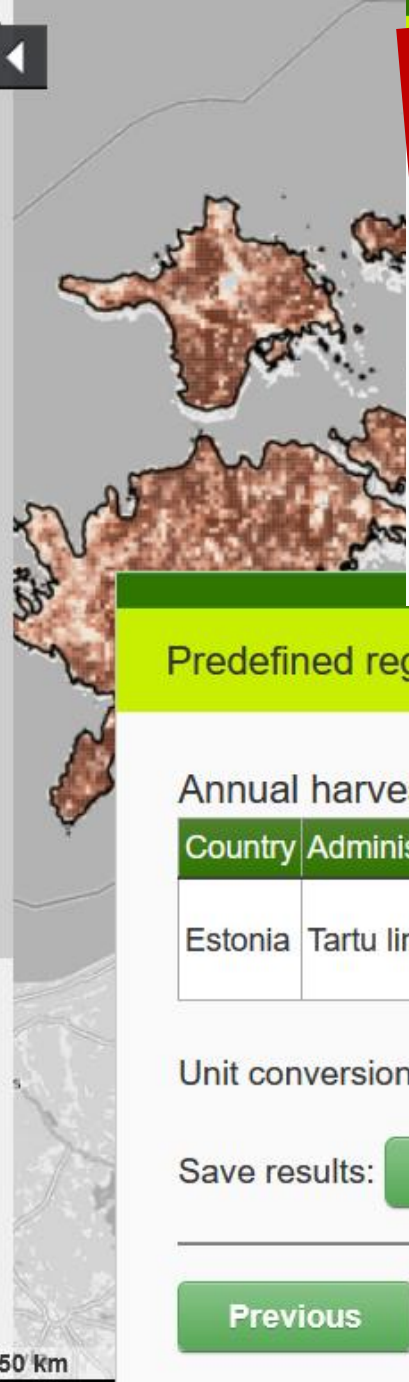 Predefined reg
Annual harve
Country Adminis
Estonia Tartu lin
Unit conversion
Save results:
Previous
50 km